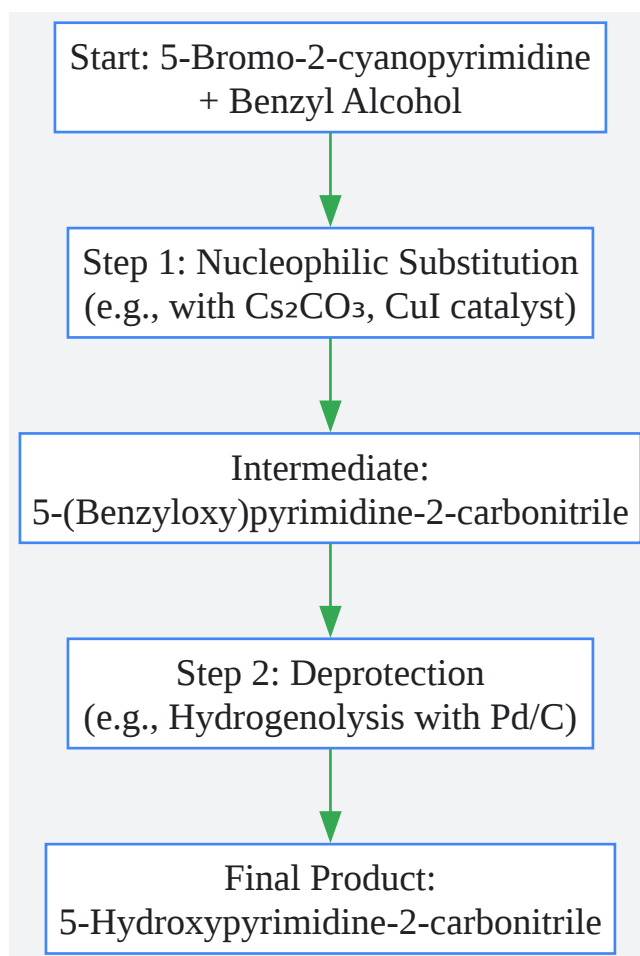 Start: 5-Bromo-2-cyanopyrimidine
+ Benzyl Alcohol
Step 1: Nucleophilic Substitution
(e.g., with Cs₂CO₃, CuI catalyst)
Intermediate:
5-(Benzyloxy)pyrimidine-2-carbonitrile
Step 2: Deprotection
(e.g., Hydrogenolysis with Pd/C)
Final Product:
5-Hydroxypyrimidine-2-carbonitrile